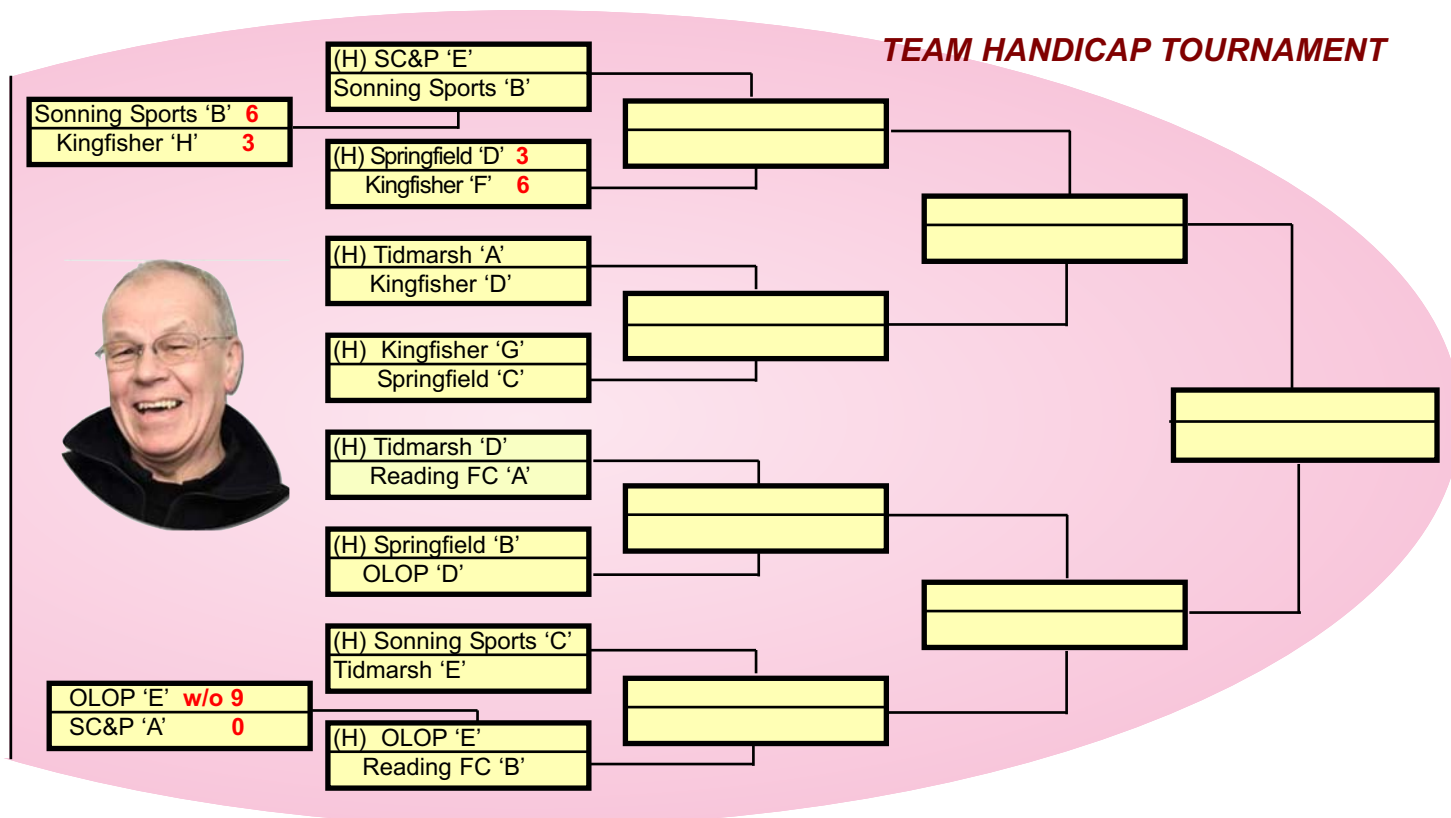 TEAM HANDICAP TOURNAMENT
Sonning Sports ‘B’ 6
Kingfisher ‘H’ 3
(H) SC&P ‘E’
Sonning Sports ‘B’
(H) Springfield ‘D’ 3
Kingfisher ‘F’ 6
(H) Tidmarsh ‘A’
Kingfisher ‘D’
(H) Kingfisher ‘G’
Springfield ‘C’
(H) Tidmarsh ‘D’
Reading FC ‘A’
(H) Springfield ‘B’
OLOP ‘D’
(H) Sonning Sports ‘C’
Tidmarsh ‘E’
OLOP ‘E’ w/o 9
SC&P ‘A’ 0
(H) OLOP ‘E’
Reading FC ‘B’